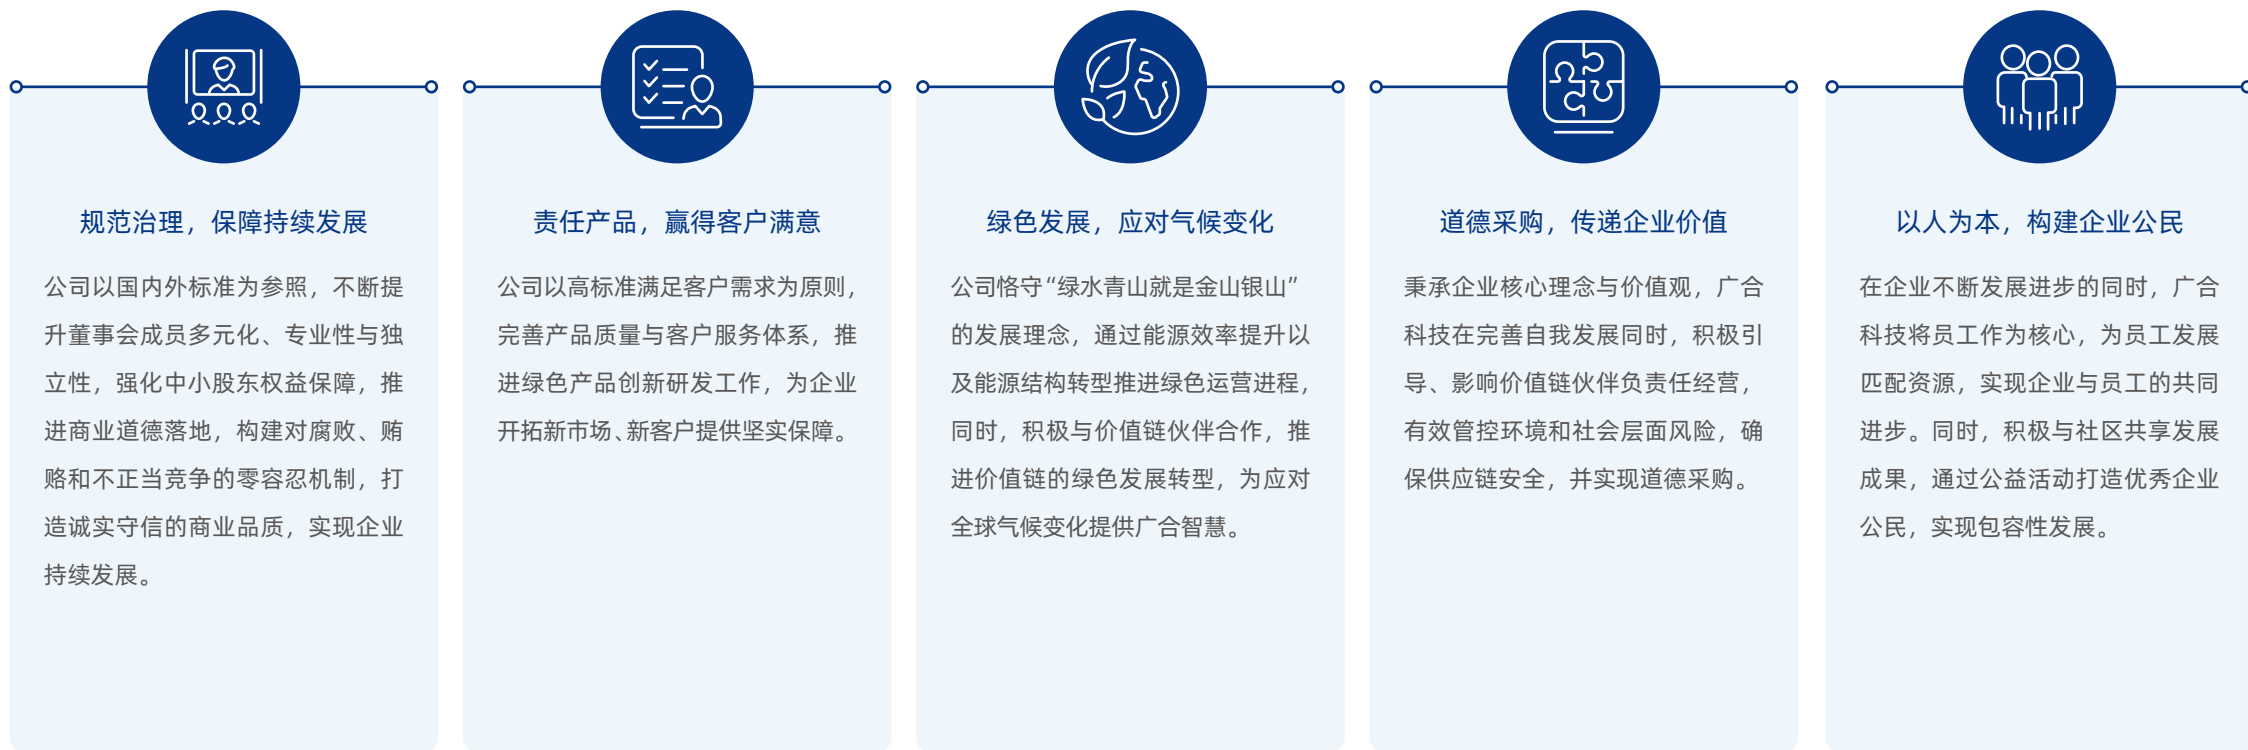 规范治理，保障持续发展
公司以国内外标准为参照，不断提
升董事会成员多元化、专业性与独
立性，强化中小股东权益保障，推
进商业道德落地，构建对腐败、贿
赂和不正当竞争的零容忍机制，打
造诚实守信的商业品质，实现企业
持续发展。
责任产品，赢得客户满意
公司以高标准满足客户需求为原则，
完善产品质量与客户服务体系，推
进绿色产品创新研发工作，为企业
开拓新市场、新客户提供坚实保障。
绿色发展，应对气候变化
公司恪守“绿水青山就是金山银山”
的发展理念，通过能源效率提升以
及能源结构转型推进绿色运营进程，
同时，积极与价值链伙伴合作，推
进价值链的绿色发展转型，为应对
全球气候变化提供广合智慧。
道德采购，传递企业价值
秉承企业核心理念与价值观，广合
科技在完善自我发展同时，积极引
导、影响价值链伙伴负责任经营，
有效管控环境和社会层面风险，确
保供应链安全，并实现道德采购。
以人为本，构建企业公民
在企业不断发展进步的同时，广合
科技将员工作为核心，为员工发展
匹配资源，实现企业与员工的共同
进步。同时，积极与社区共享发展
成果，通过公益活动打造优秀企业
公民，实现包容性发展。